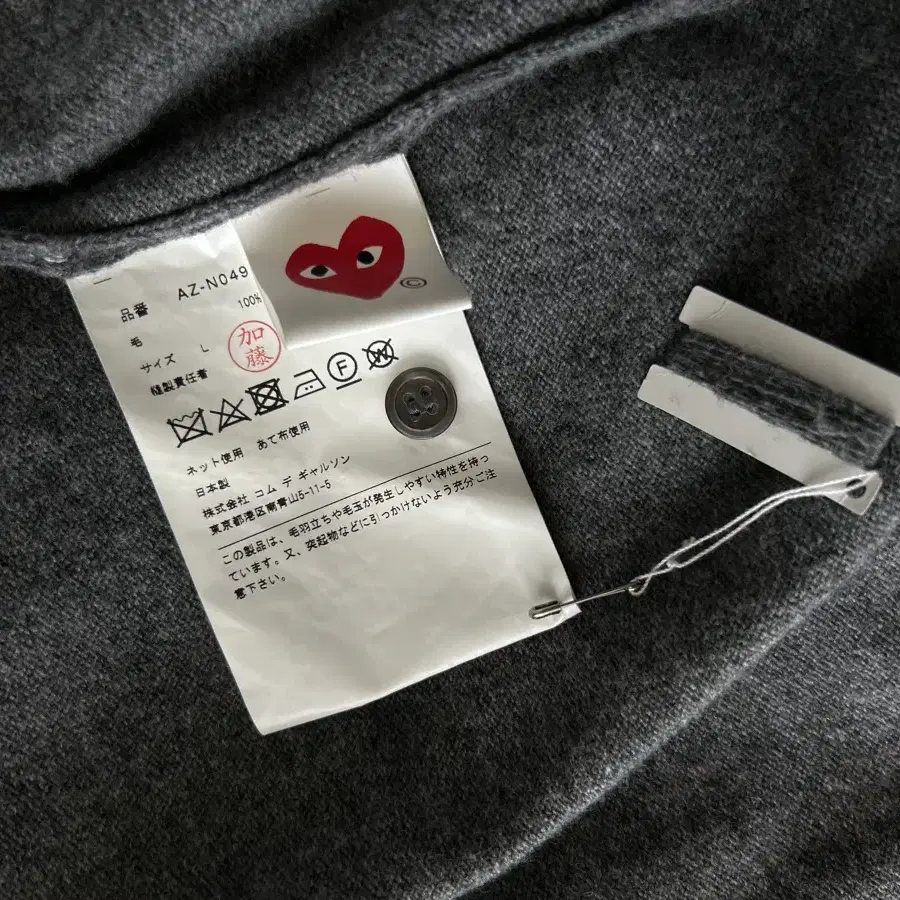 品番 AZ-N049
毛 100%
サイズ L
縫製責任者 加藤
F
W
ネット使用 あて布使用
日本製
株式会社 コム デ ギャルソン
東京都港区南青山5-11-5
この製品は、毛羽立ちや毛玉が発生しやすい特性を持っ
ています。又、突起物などに引っかけないよう充分ご注
意下さい。
©